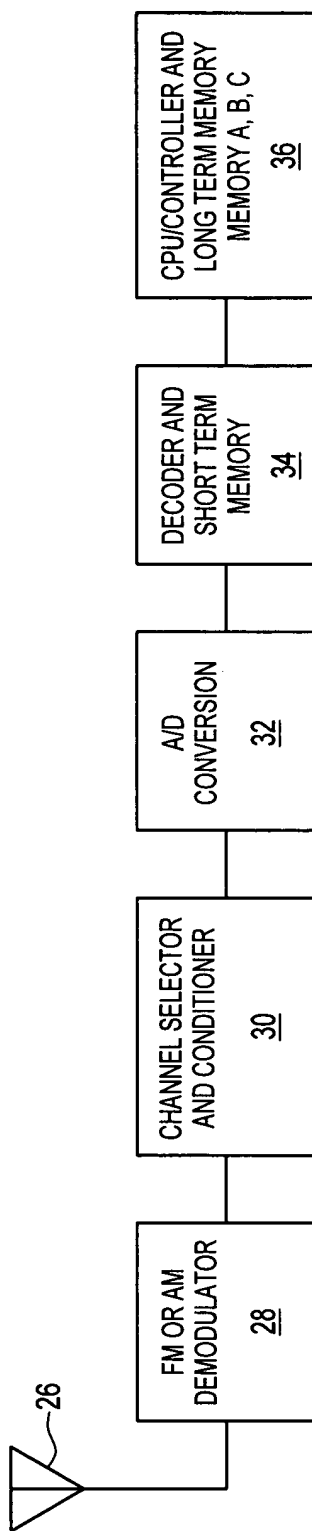 26
FM OR AM
DEMODULATOR
28
CHANNEL SELECTOR
AND CONDITIONER
30
A/D
CONVERSION
32
DECODER AND
SHORT TERM
MEMORY
34
CPU/CONTROLLER AND
LONG TERM MEMORY
MEMORY A, B, C
36